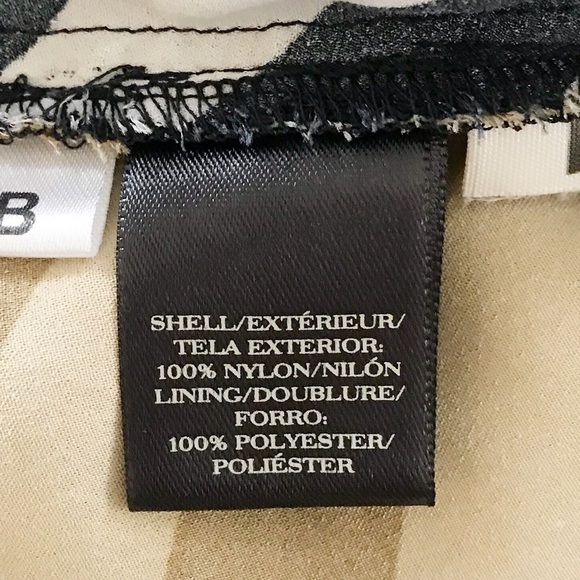 B
SHELL/EXTÉRIEUR/
TELA EXTERIOR:
100% NYLON/NILÓN
LINING/DOUBLURE/
FORRO:
100% POLYESTER/
POLIÉSTER